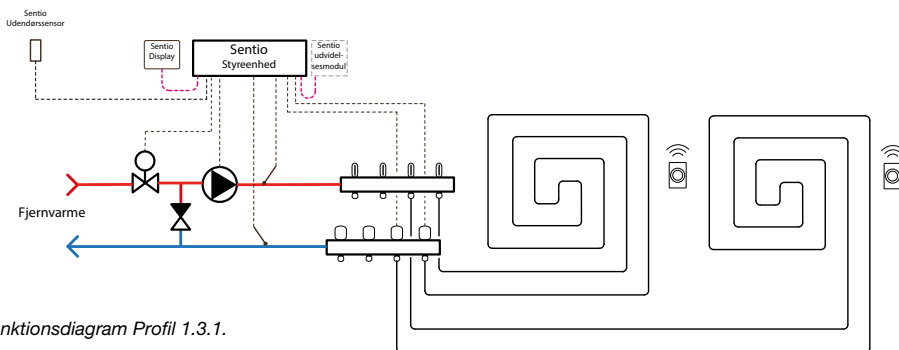 Sentio
Udendørssensor
Sentio
Display
Sentio
Styreenhed
Sentio
udvidel-
sesmodul
Fjernvarme
nktionsdiagram Profil 1.3.1.